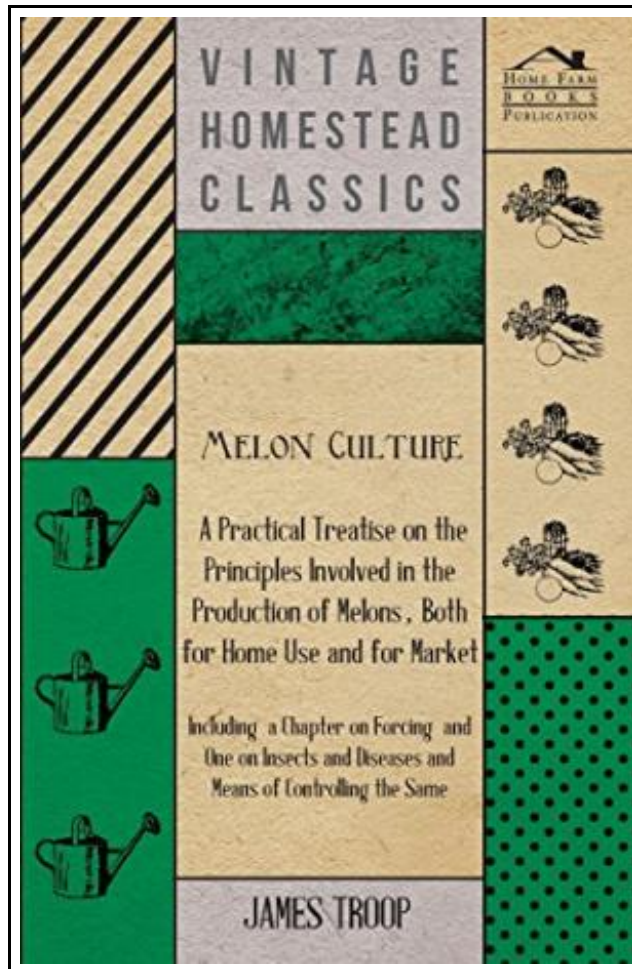 VINTAGE
HOMESTEAD
CLASSICS
HOME FARM
BOOKS
PUBLICATION
MELON CULTURE
A Practical Treatise on the
Principles Involved in the
Production of Melons, Both
for Home Use and for Market
Including a Chapter on Forcing and
One on Insects and Diseases and
Means of Controlling the Same
JAMES TROOP